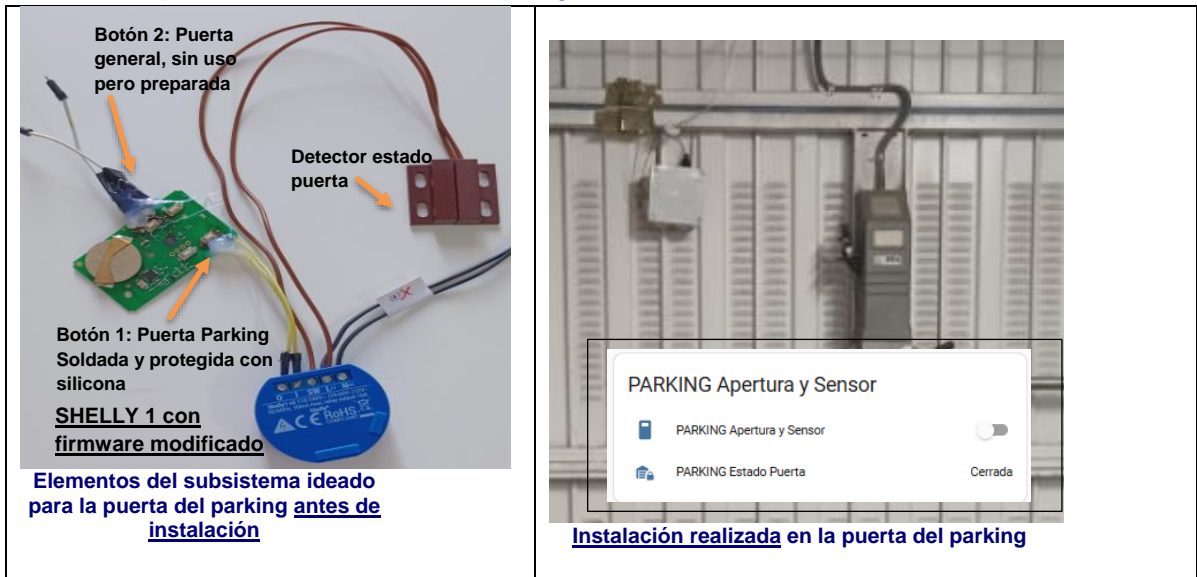 Botón 2: Puerta
general, sin uso
pero preparada
Detector estado
puerta
Botón 1: Puerta Parking
Soldada y protegida con
silicona
SHELLY 1 con
firmware modificado
O I SW L N
RoHS
Elementos del subsistema ideado
para la puerta del parking antes de
instalación
PARKING Apertura y Sensor
PARKING Apertura y Sensor
PARKING Estado Puerta Cerrada
Instalación realizada en la puerta del parking